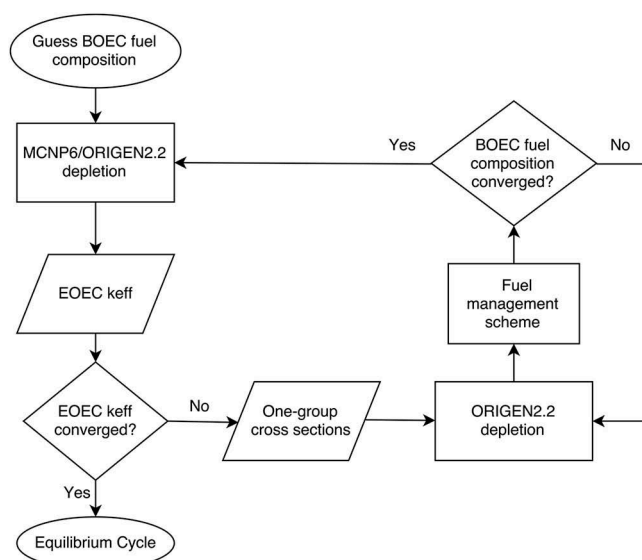 Guess BOEC fuel
composition
MCNP6/ORIGEN2.2
depletion
EOEC keff
EOEC keff
converged?
Yes
Equilibrium Cycle
No
One-group
cross sections
ORIGEN2.2
depletion
Fuel
management
scheme
BOEC fuel
composition
converged?
Yes
No